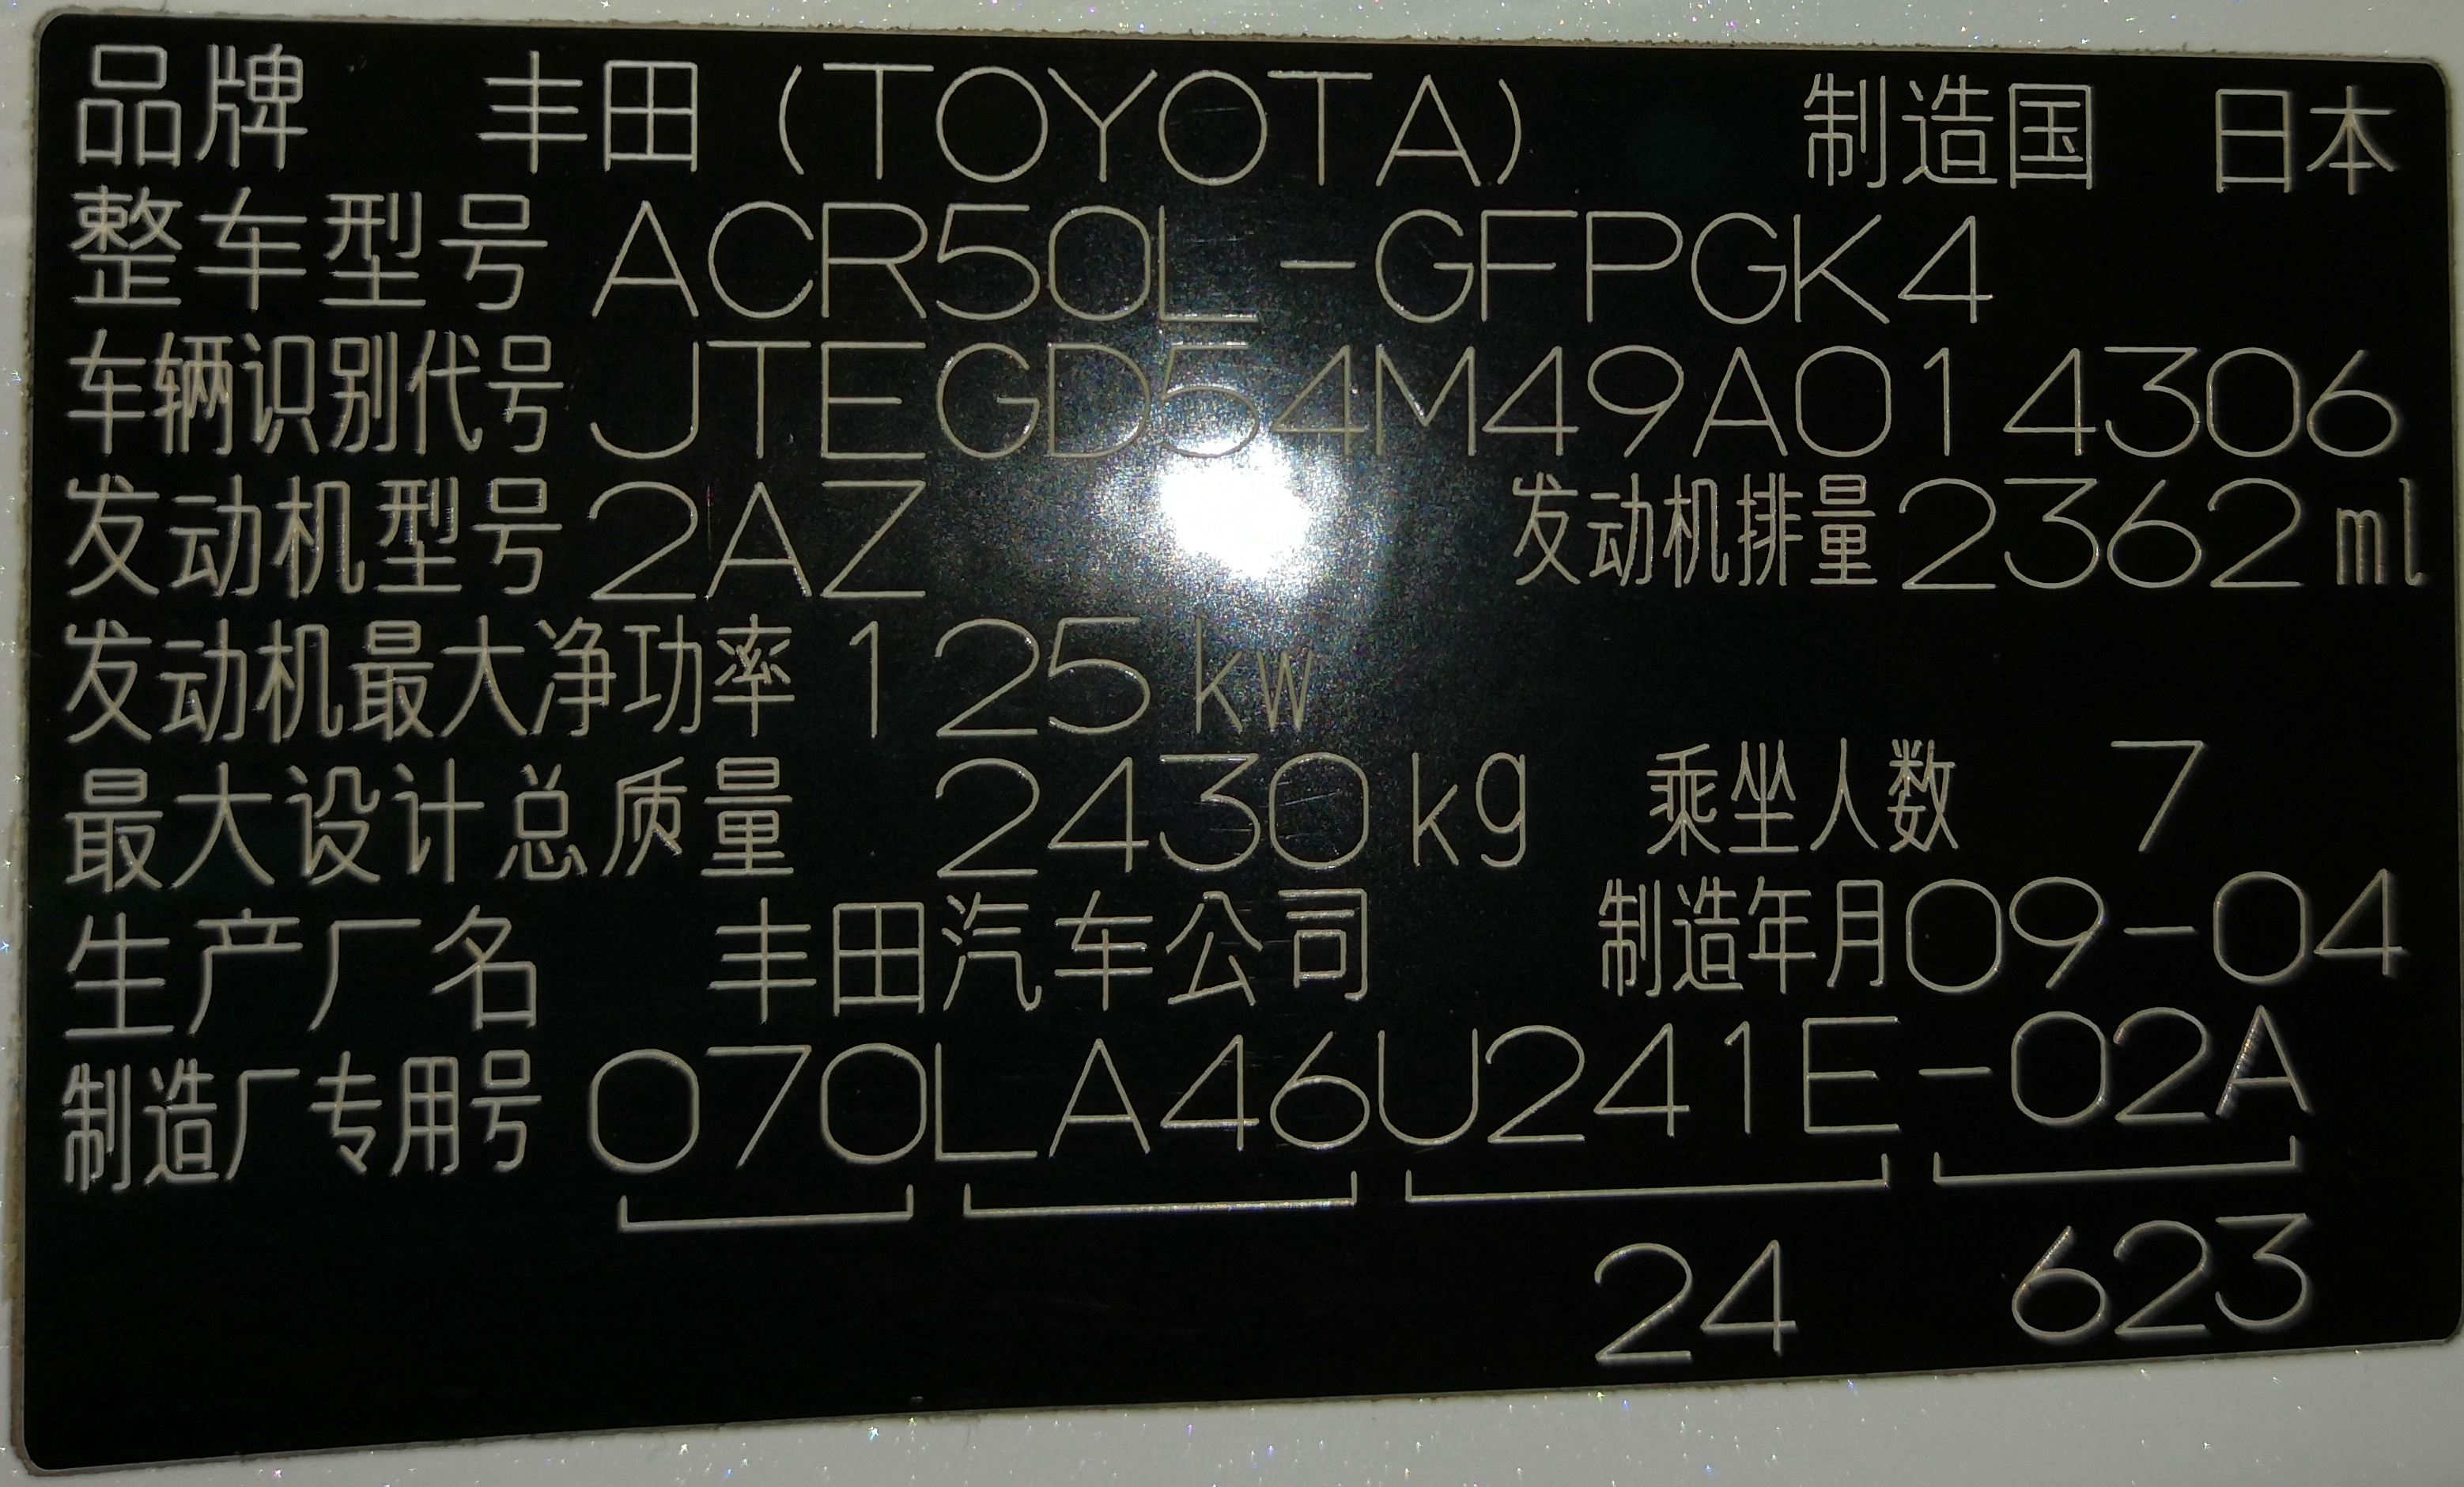 品牌 丰田(TOYOTA) 制造国 日本
整车型号 ACR50L-GFPGK4
车辆识别代号 JTEGD54M49A014306
发动机型号 2AZ 发动机排量 2362ml
发动机最大净功率 125kw
最大设计总质量 2430kg 乘坐人数 7
生产厂名 丰田汽车公司 制造年月 09-04
制造厂专用号 070LA46U241E-02A
24 623